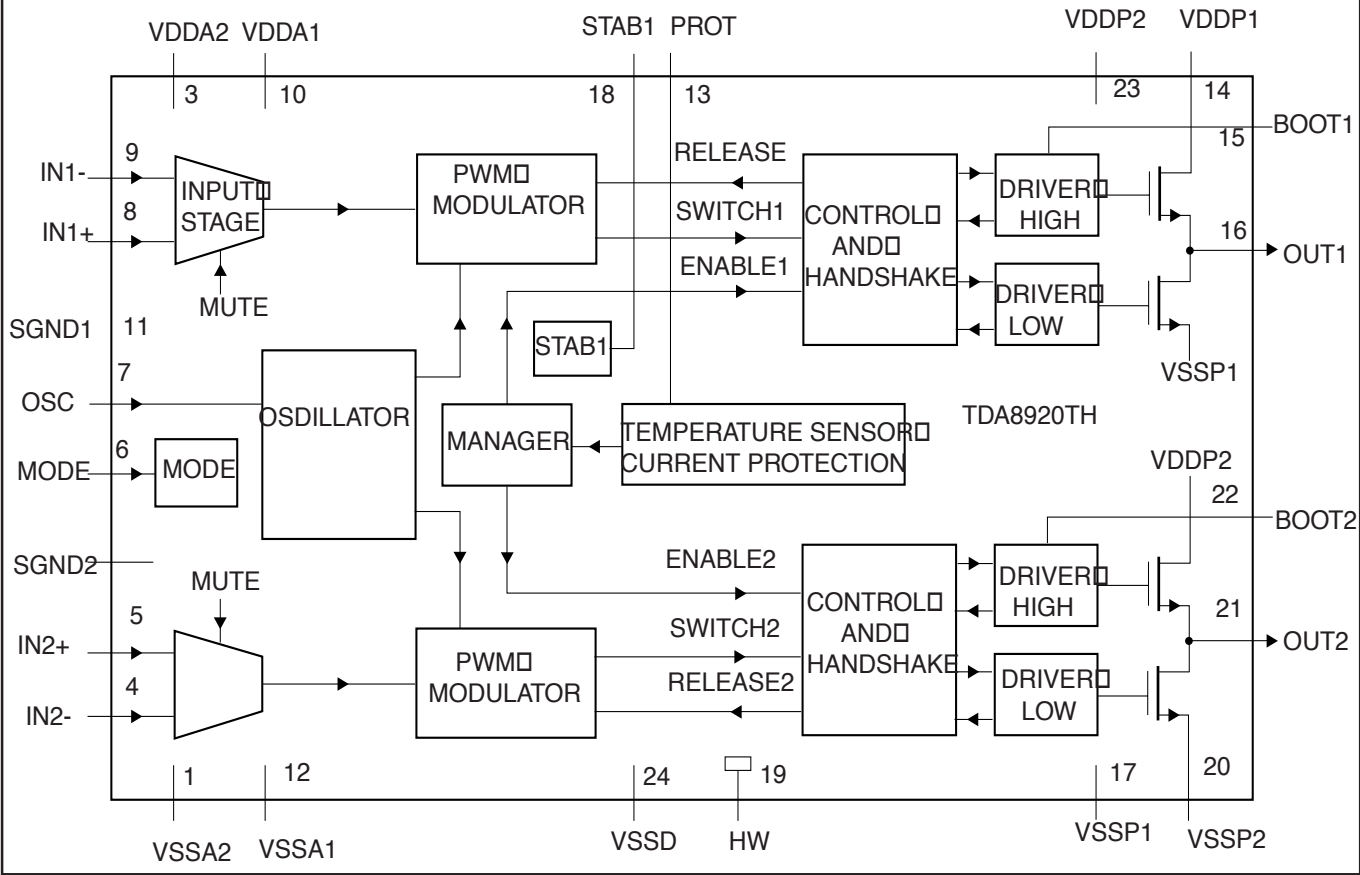 VDDA2 VDDA1 STAB1 PROT VDDP2 VDDP1
3 10 18 13 23 14
BOOT1
15
9
IN1-
8
IN1+
INPUT□
STAGE
MUTE
PWM□
MODULATOR
RELEASE
SWITCH1
ENABLE1
CONTROL□
AND□
HANDSHAKE
DRIVER□
HIGH
DRIVER□
LOW
16
OUT1
VSSP1
SGND1 11
7
OSC
6
MODE
MODE
OSDILLATOR
STAB1
MANAGER
TEMPERATURE SENSOR□
CURRENT PROTECTION
TDA8920TH
VDDP2
22
BOOT2
SGND2
MUTE
5
IN2+
4
IN2-
PWM□
MODULATOR
ENABLE2
SWITCH2
RELEASE2
CONTROL□
AND□
HANDSHAKE
DRIVER□
HIGH
DRIVER□
LOW
21
OUT2
1 12 24 19 17 20
VSSA2 VSSA1 VSSD HW VSSP1 VSSP2